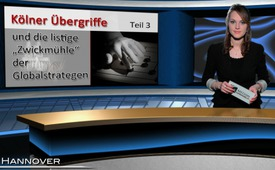 Kölner Übergriffe
Teil 3
und die listige
„Zwickmühle"
der
Globalstrategen
HANNOVER